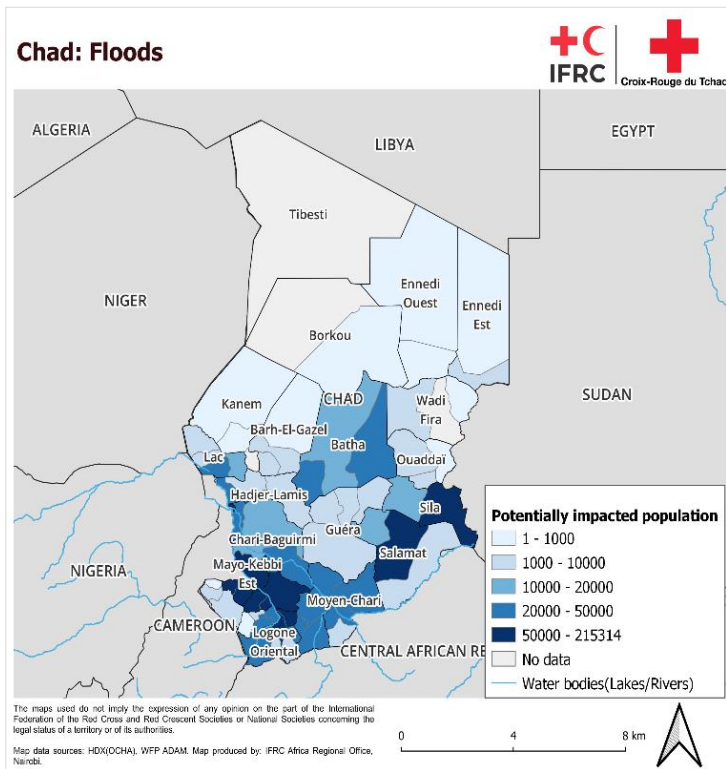 Chad: Floods
IFRC
Croix-Rouge du Tchad
ALGERIA
LIBYA
EGYPT
Tibesti
NIGER
Ennedi
Ouest
Ennedi
Est
Borkou
SUDAN
Kanem
CHAD
Wadi
Fira
Barh-El-Gazel
Batha
Lac
Ouaddaï
Hadjer-Lamis
Sila
Guéra
Chari-Baguirmi
Salamat
NIGERIA
Mayo-Kebbi
Est
Moyen-Chari
CAMEROON
Logone
Oriental
CENTRAL AFRICAN RE
Potentially impacted population
1 - 1000
1000 - 10000
10000 - 20000
20000 - 50000
50000 - 215314
No data
Water bodies(Lakes/Rivers)
The maps used do not imply the expression of any opinion on the part of the International
Federation of the Red Cross and Red Crescent Societies or National Societies concerning the
legal status of a territory or of its authorities.
Map data sources: HDX(OCHA), WFP ADAM. Map produced by: IFRC Africa Regional Office,
Nairobi.
0 4 8 km